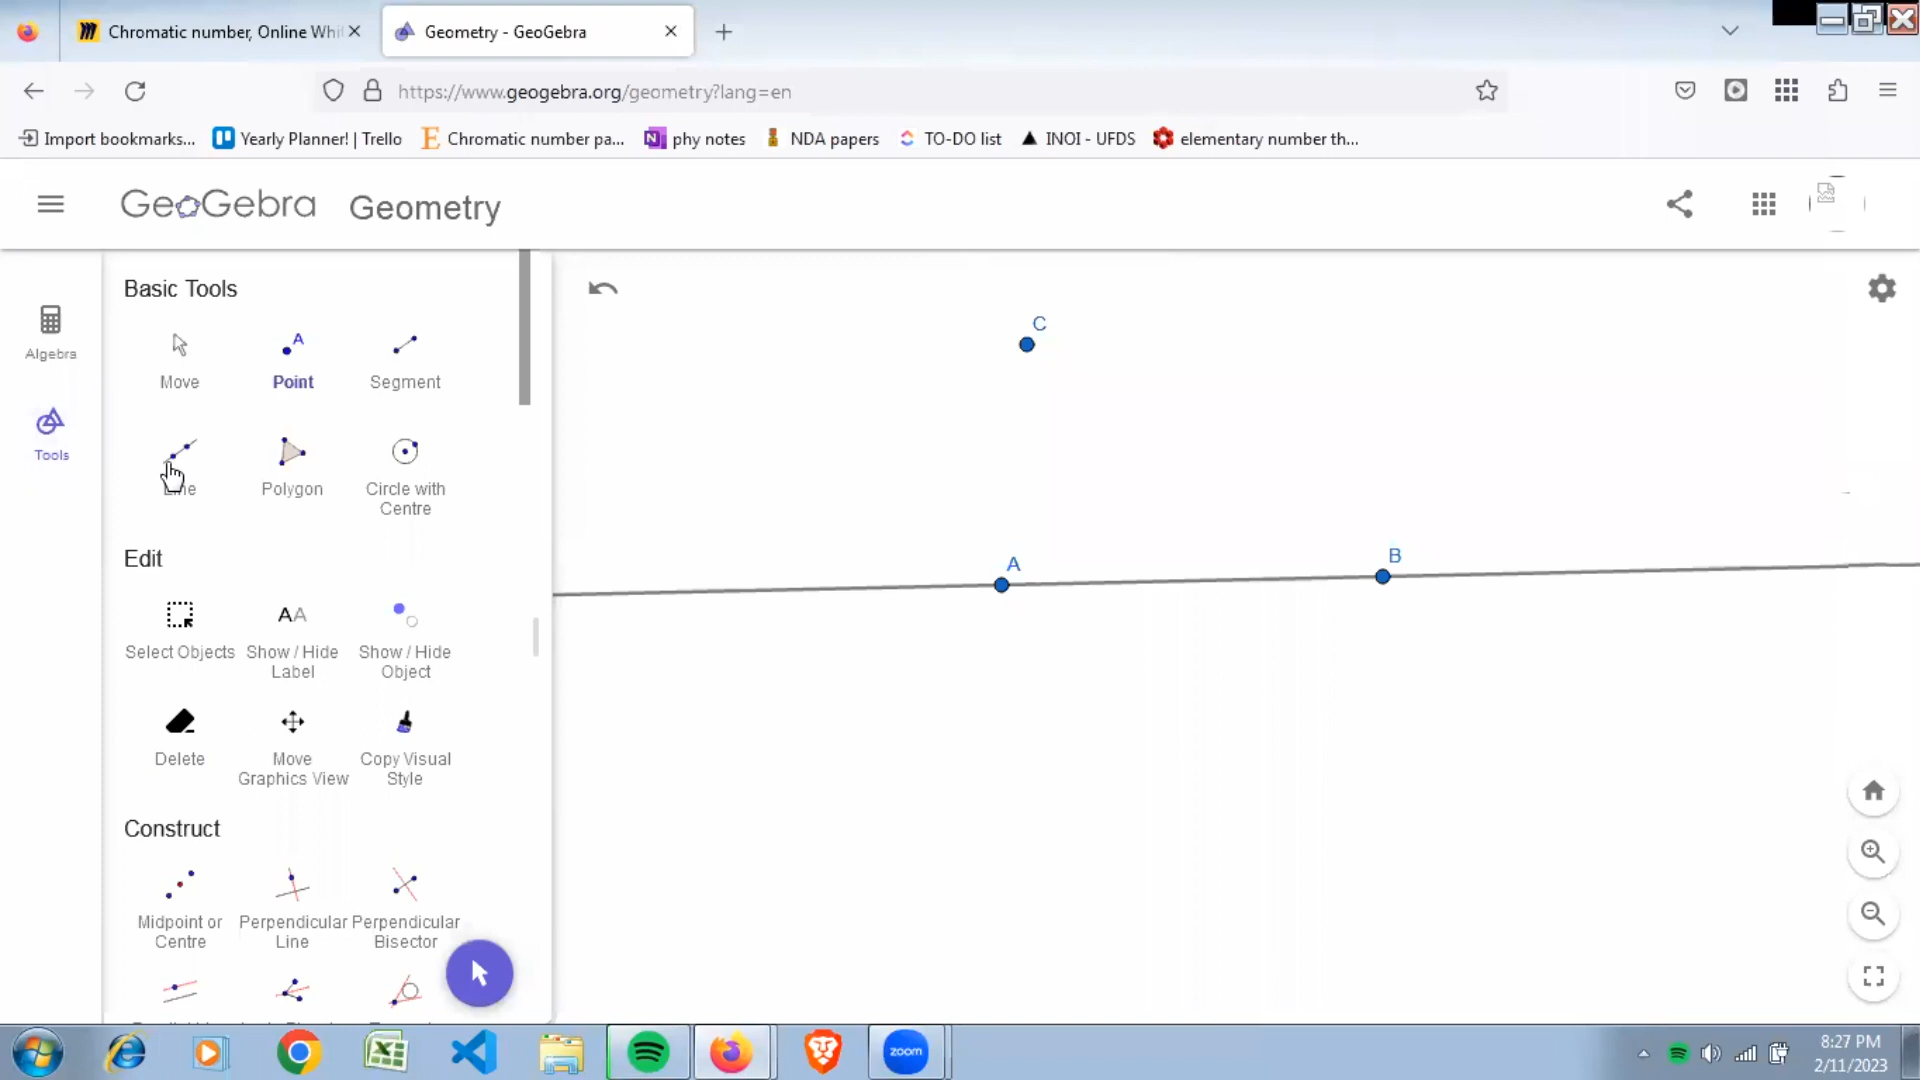 Chromatic number, Online Whit
Geometry - GeoGebra
https://www.geogebra.org/geometry?lang=en
Import bookmarks...
Yearly Planner! | Trello
Chromatic number pa...
phy notes
NDA papers
TO-DO list
INOI - UFDS
elementary number th...
GeoGebra Geometry
Algebra
Tools
Basic Tools
Move
A
Point
Segment
Line
Polygon
Circle with
Centre
Edit
Select Objects
AA
Show / Hide
Label
Show / Hide
Object
Delete
Move
Graphics View
Copy Visual
Style
Construct
Midpoint or
Centre
Perpendicular
Line
Perpendicular
Bisector
C
A
B
zoom
8:27 PM
2/11/2023